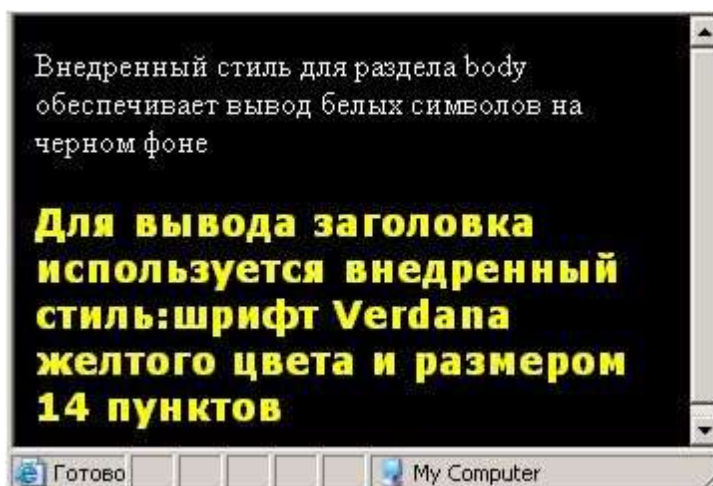 Внедренный стиль для раздела body
обеспечивает вывод белых символов на
черном фоне
Для вывода заголовка
используется внедренный
стиль:шрифт Verdana
желтого цвета и размером
14 пунктов
Готово
My Computer